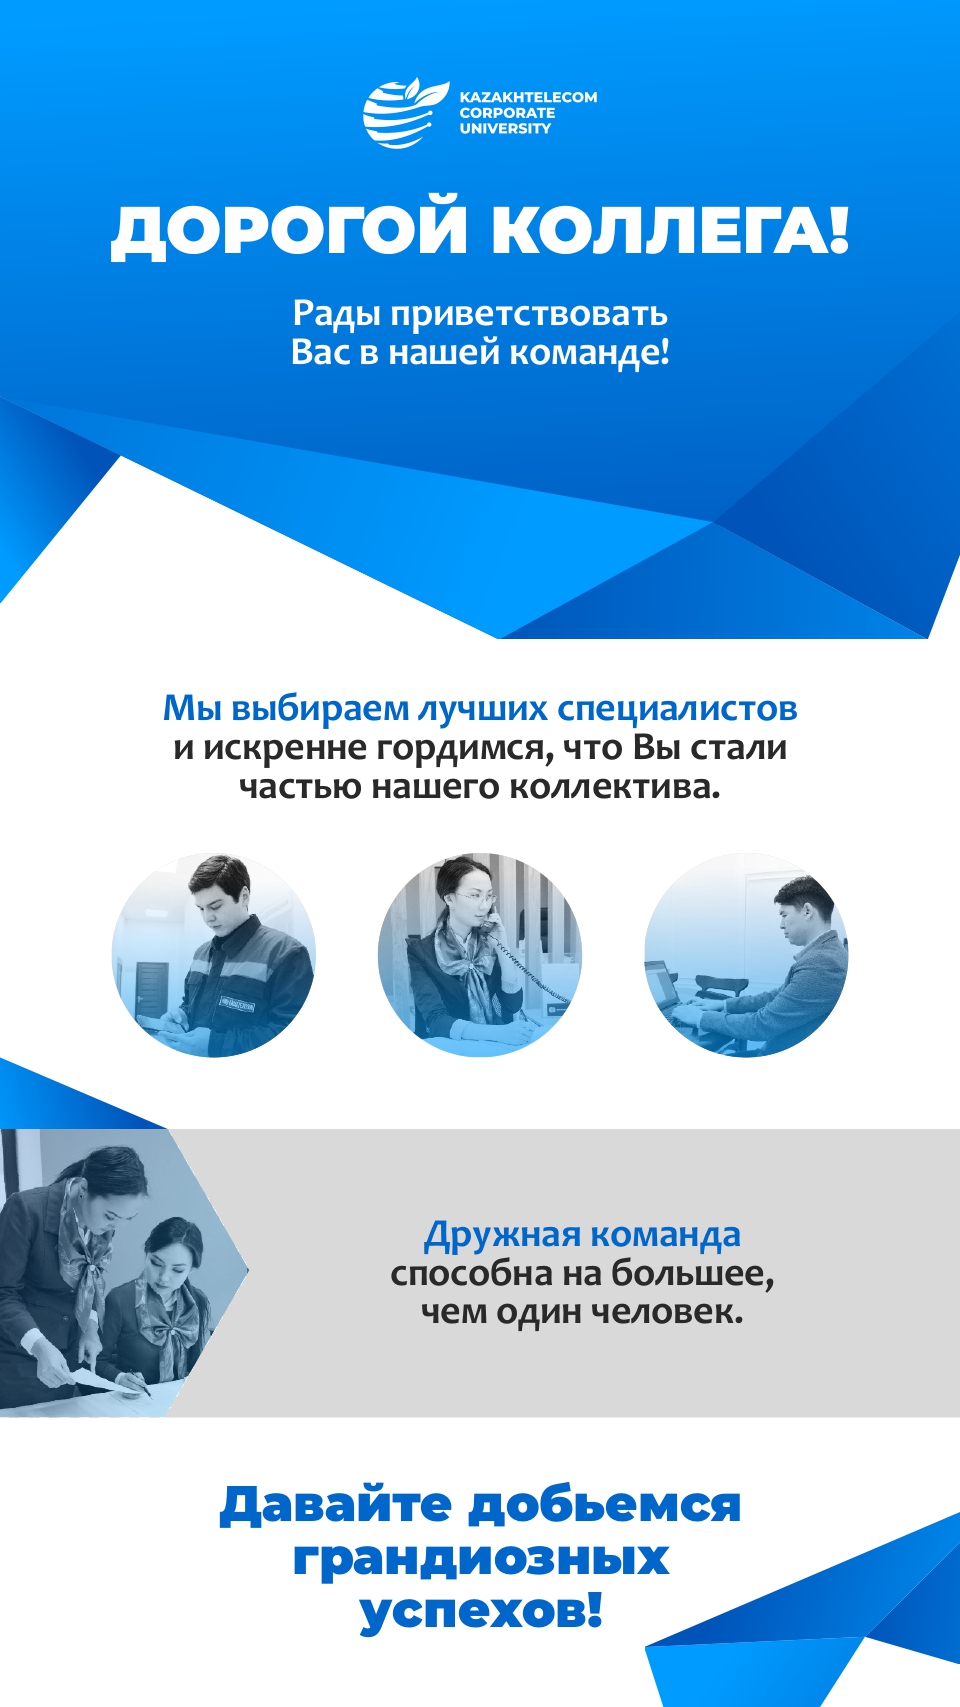 KAZAKHTELECOM
CORPORATE
UNIVERSITY
ДОРОГОЙ КОЛЛЕГА!
Рады приветствовать
Вас в нашей команде!
Мы выбираем лучших специалистов
и искренне гордимся, что Вы стали
частью нашего коллектива.
Дружная команда
способна на большее,
чем один человек.
Давайте добьемся
грандиозных
успехов!